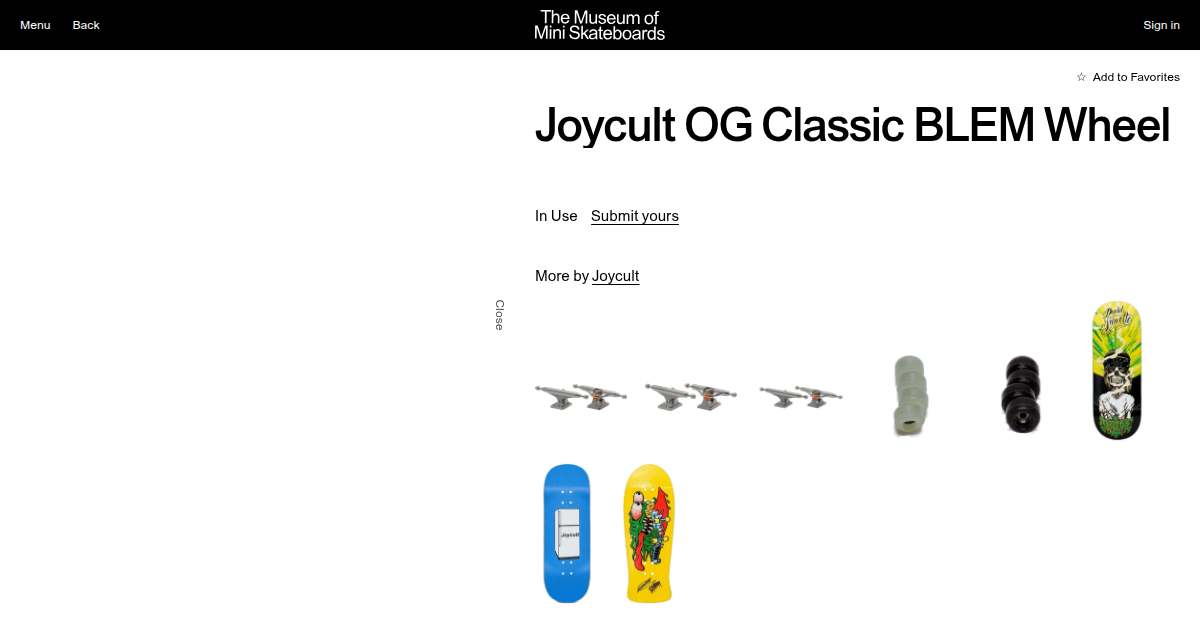 Menu
Back
The Museum of
Mini Skateboards
Sign in
☆ Add to Favorites
Joycult OG Classic BLEM Wheel
In Use
Submit yours
More by Joycult
Close
Joycult